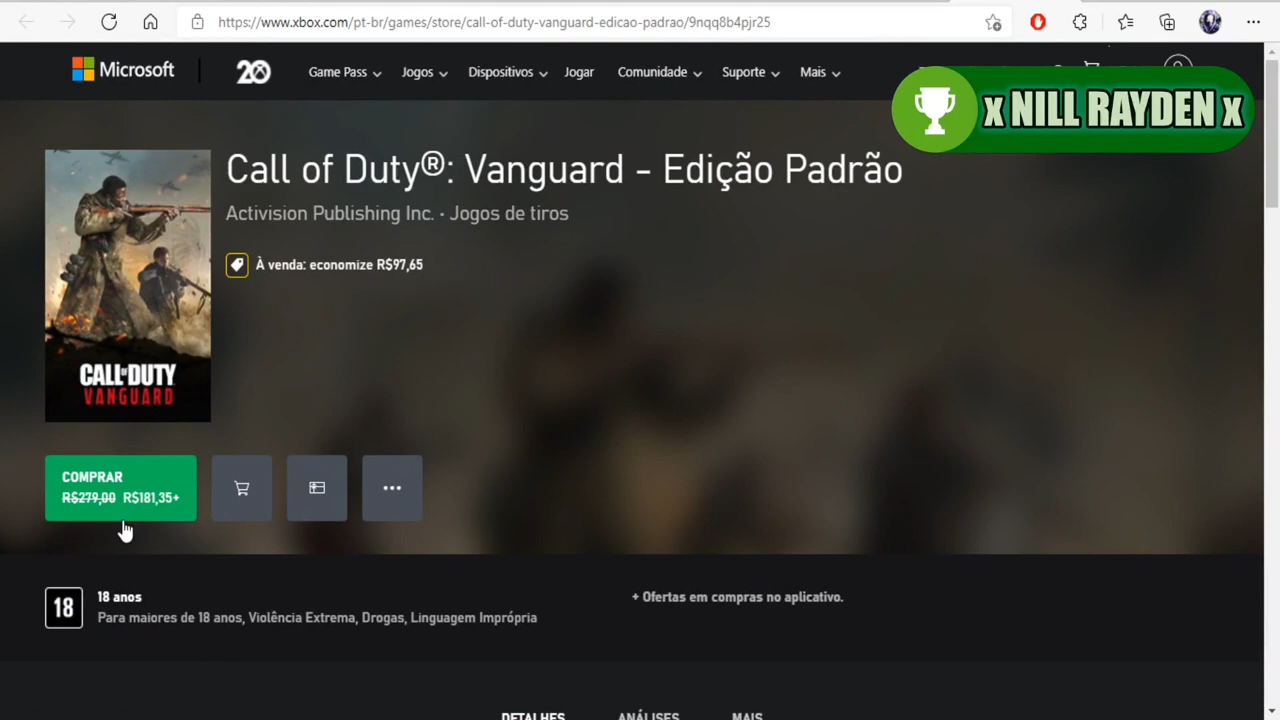 https://www.xbox.com/pt-br/games/store/call-of-duty-vanguard-edicao-padrao/9nqq8b4pjr25
Microsoft
20
Game Pass
Jogos
Dispositivos
Jogar
Comunidade
Suporte
Mais
x NILL RAYDEN x
Call of Duty®: Vanguard - Edição Padrão
Activision Publishing Inc. • Jogos de tiros
À venda: economize R$97,65
CALL OF DUTY
VANGUARD
COMPRAR
R$279,00 R$181,35+
18
18 anos
Para maiores de 18 anos, Violência Extrema, Drogas, Linguagem Imprópria
+ Ofertas em compras no aplicativo.
DETALHES
ANÁLISES
MAIS